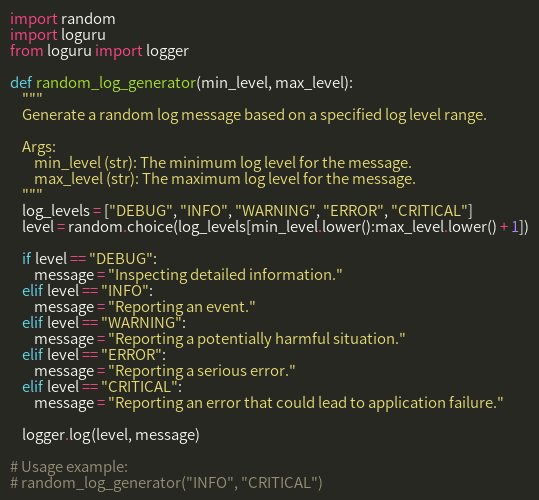 import random
import loguru
from loguru import logger

def random_log_generator(min_level, max_level):
    """
    Generate a random log message based on a specified log level range.

    Args:
        min_level (str): The minimum log level for the message.
        max_level (str): The maximum log level for the message.
    """
    log_levels = ["DEBUG", "INFO", "WARNING", "ERROR", "CRITICAL"]
    level = random.choice(log_levels[min_level.lower():max_level.lower() + 1])

    if level == "DEBUG":
        message = "Inspecting detailed information."
    elif level == "INFO":
        message = "Reporting an event."
    elif level == "WARNING":
        message = "Reporting a potentially harmful situation."
    elif level == "ERROR":
        message = "Reporting a serious error."
    elif level == "CRITICAL":
        message = "Reporting an error that could lead to application failure."

    logger.log(level, message)

# Usage example:
# random_log_generator("INFO", "CRITICAL")